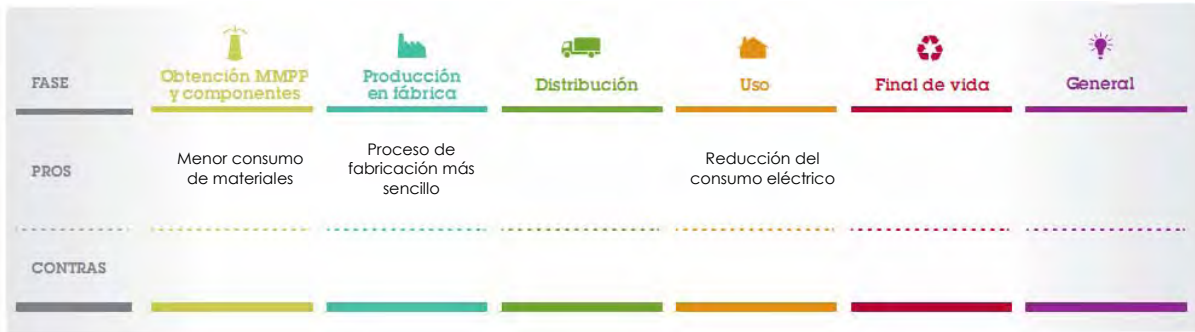 FASE
Obtención MMPP
y componentes
Producción
en fábrica
Distribución
Uso
Final de vida
General
PROS
Menor consumo
de materiales
Proceso de
fabricación más
sencillo
Reducción del
consumo eléctrico
CONTRAS